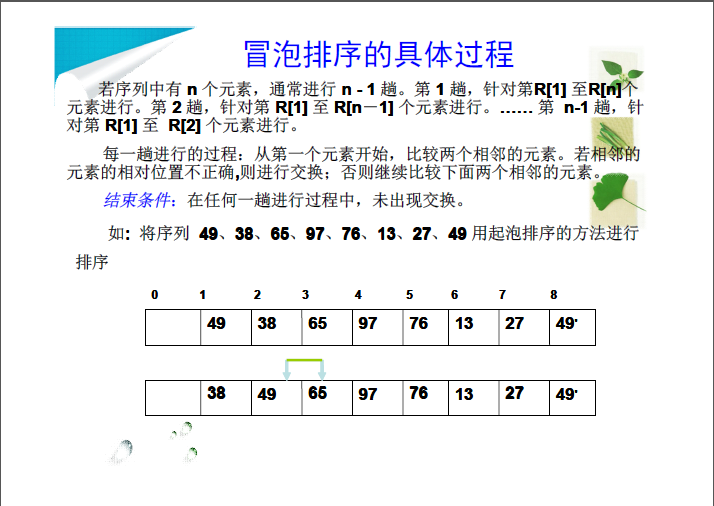 冒泡排序的具体过程
若序列中有 n 个元素，通常进行 n - 1 趟。第 1 趟，针对第R[1] 至R[n]个
元素进行。第 2 趟，针对第 R[1] 至 R[n－1] 个元素进行。…… 第 n-1 趟，针
对第 R[1] 至 R[2] 个元素进行。
每一趟进行的过程：从第一个元素开始，比较两个相邻的元素。若相邻的
元素的相对位置不正确,则进行交换；否则继续比较下面两个相邻的元素。
结束条件：在任何一趟进行过程中，未出现交换。
如: 将序列 49、38、65、97、76、13、27、49 用起泡排序的方法进行
排序
0 1 2 3 4 5 6 7 8
49 38 65 97 76 13 27 49·
38 49 65 97 76 13 27 49·